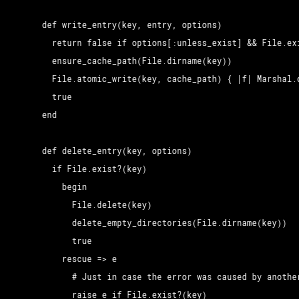 def write_entry(key, entry, options)
return false if options[:unless_exist] && File.exi
ensure_cache_path(File.dirname(key))
File.atomic_write(key, cache_path) { |f| Marshal.
true
end
def delete_entry(key, options)
if File.exist?(key)
begin
File.delete(key)
delete_empty_directories(File.dirname(key))
true
rescue => e
# Just in case the error was caused by another
raise e if File.exist?(key)